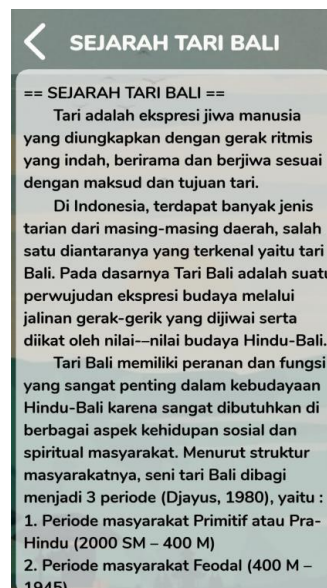 SEJARAH TARI BALI
== SEJARAH TARI BALI ==
Tari adalah ekspresi jiwa manusia
yang diungkapkan dengan gerak ritmis
yang indah, berirama dan berjiwa sesuai
dengan maksud dan tujuan tari.
Di Indonesia, terdapat banyak jenis
tarian dari masing-masing daerah, salah
satu diantaranya yang terkenal yaitu tari
Bali. Pada dasarnya Tari Bali adalah suatu
perwujudan ekspresi budaya melalui
jalinan gerak-gerik yang dijiwai serta
diikat oleh nilai-–nilai budaya Hindu-Bali.
Tari Bali memiliki peranan dan fungsi
yang sangat penting dalam kebudayaan
Hindu-Bali karena sangat dibutuhkan di
berbagai aspek kehidupan sosial dan
spiritual masyarakat. Menurut struktur
masyarakatnya, seni tari Bali dibagi
menjadi 3 periode (Djayus, 1980), yaitu :
1. Periode masyarakat Primitif atau Pra-
Hindu (2000 SM – 400 M)
2. Periode masyarakat Feodal (400 M –
1945)